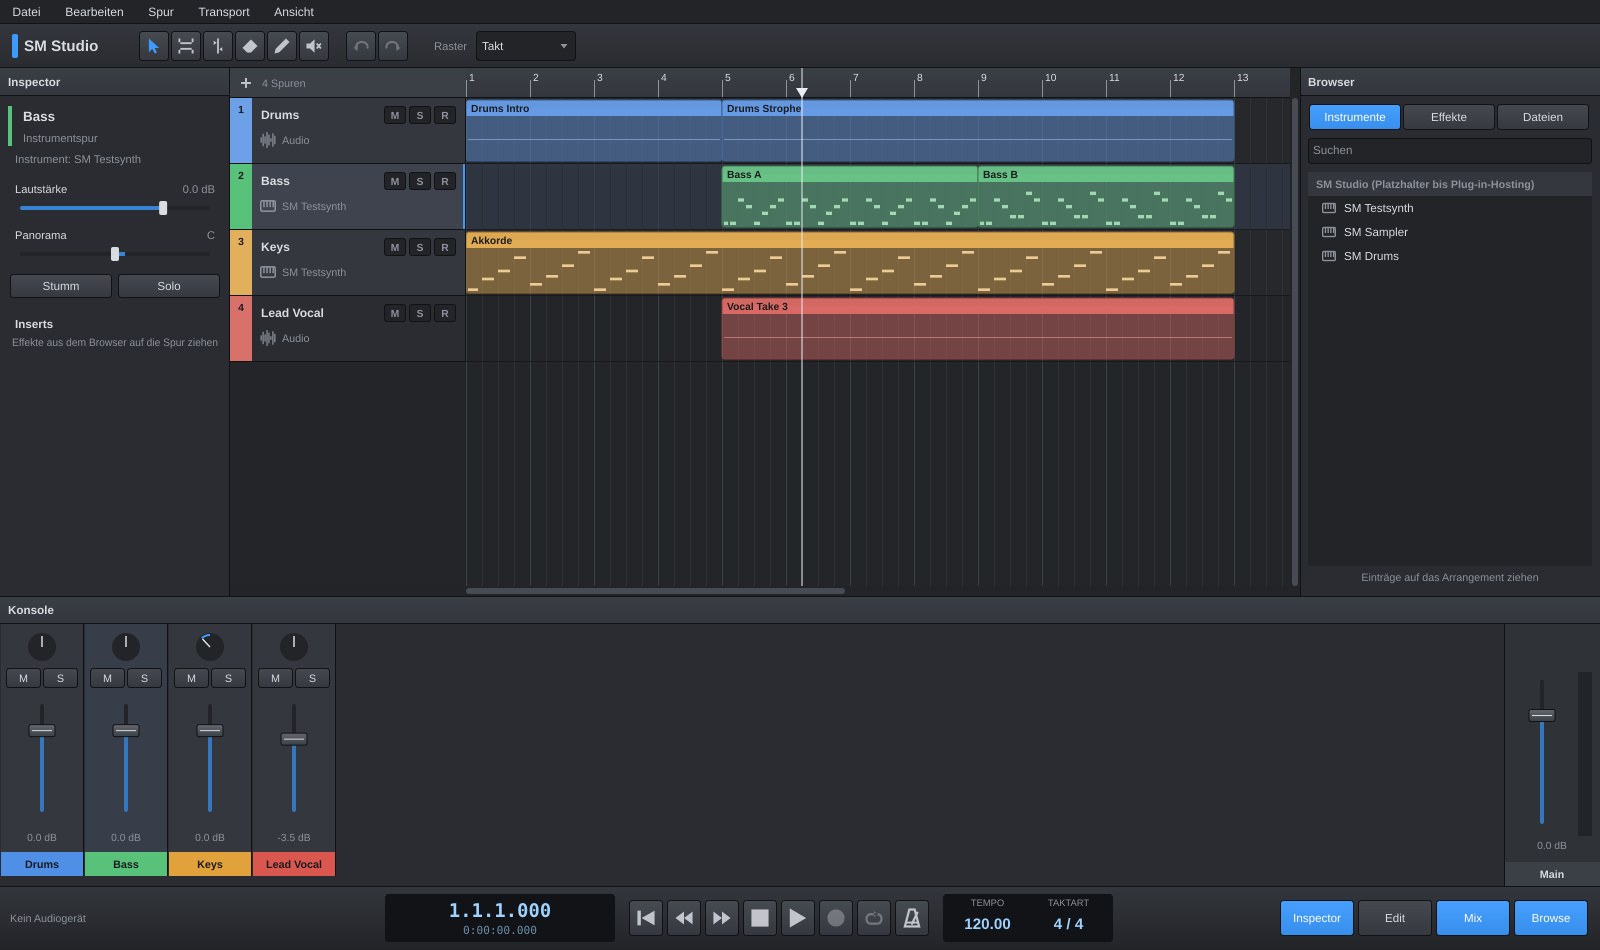 Datei Bearbeiten Spur Transport Ansicht
SM Studio Raster Takt
Inspector 4 Spuren 1 2 3 4 5 6 7 8 9 10 11 12 13 Browser
Bass
Instrumentspur
Instrument: SM Testsynth
Lautstärke 0.0 dB
Panorama C
Stumm Solo
Inserts
Effekte aus dem Browser auf die Spur ziehen
1 Drums M S R Drums Intro Drums Strophe
Audio
2 Bass M S R Bass A Bass B
SM Testsynth
3 Keys M S R Akkorde
SM Testsynth
4 Lead Vocal M S R Vocal Take 3
Audio
Instrumente Effekte Dateien
Suchen
SM Studio (Platzhalter bis Plug-in-Hosting)
SM Testsynth
SM Sampler
SM Drums
Einträge auf das Arrangement ziehen
Konsole
M S M S M S M S
0.0 dB 0.0 dB 0.0 dB -3.5 dB 0.0 dB
Drums Bass Keys Lead Vocal Main
Kein Audiogerät
1.1.1.000
0:00:00.000
TEMPO TAKTART
120.00 4 / 4
Inspector Edit Mix Browse